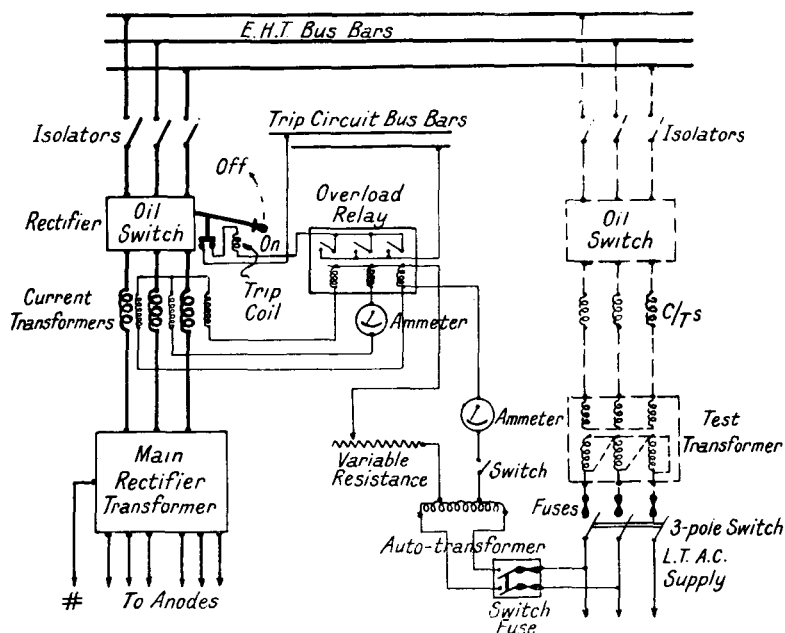 E.H.T Bus Bars
Trip Circuit Bus Bars
Isolators
Isolators
Off
Overload
Relay
Rectifier
Oil
Switch
On
Oil
Switch
Trip
Coil
Current
Transformers
Ammeter
C/Ts
Ammeter
Test
Transformer
Main
Rectifier
Transformer
Variable
Resistance
Switch
Fuses
3-pole Switch
Auto-transformer
L.T. A.C.
Supply
#
To Anodes
Switch
Fuse